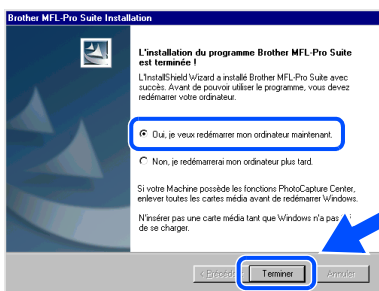 Brother MFL-Pro Suite Installation
L'installation du programme Brother MFL-Pro Suite
est terminée !
L'InstallShield Wizard a installé Brother MFL-Pro Suite avec
succès. Avant de pouvoir utiliser le programme, vous devez
redémarrer votre ordinateur.
Oui, je veux redémarrer mon ordinateur maintenant.
Non, je redémarrerai mon ordinateur plus tard.
Si votre Machine possède les fonctions PhotoCapture Center,
enlever toutes les cartes média avant de redémarrer Windows.
N'insérer pas une carte média tant que Windows n'a pas
de se charger.
Terminer
Annuler